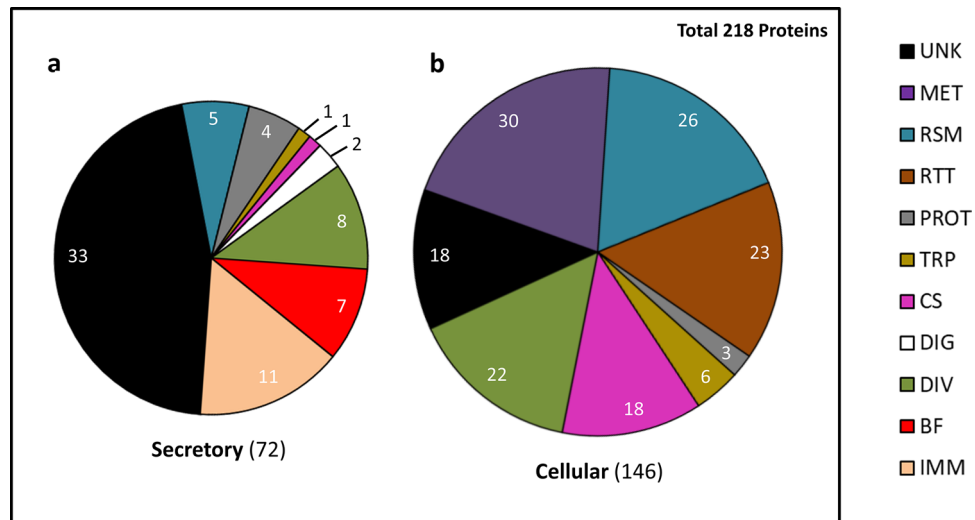 Total 218 Proteins
a
b
5
4
1
1
2
8
7
11
33
Secretory (72)
30
26
23
3
6
18
22
18
Cellular (146)
UNK
MET
RSM
RTT
PROT
TRP
CS
DIG
DIV
BF
IMM